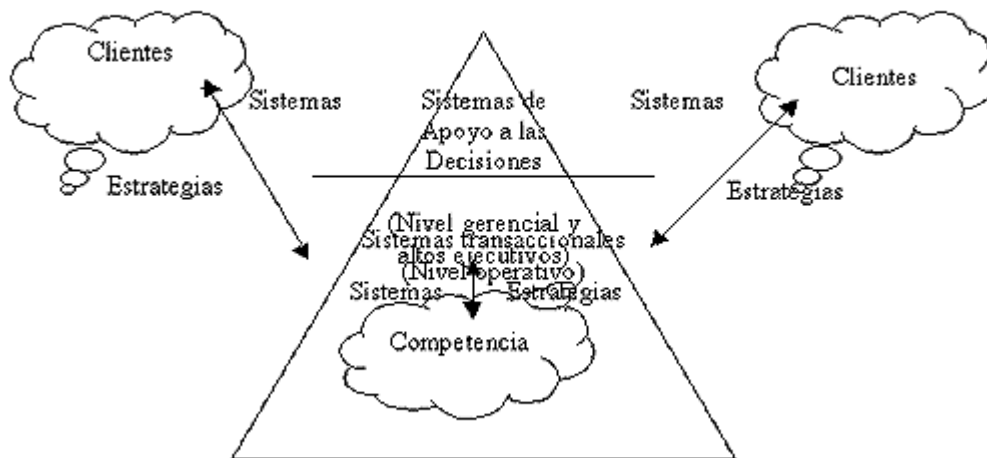 Clientes
Clientes
Sistemas
Sistemas de
Sistemas
Apoyo a las
Decisiones
Estrategias
Estrategias
(Nivel gerencial y
Sistemas transaccionales
altos ejecutivos)
(Nivel operativo)
Sistemas
Estrategias
Competencia